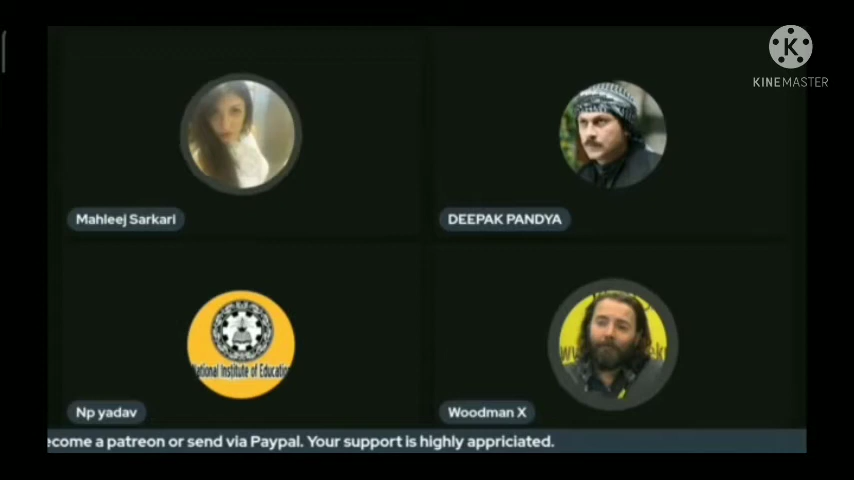 KINEMASTER
Mahleej Sarkari
DEEPAK PANDYA
National Institute of Educatio
Np yadav
Woodman X
ecome a patreon or send via Paypal. Your support is highly appriciated.